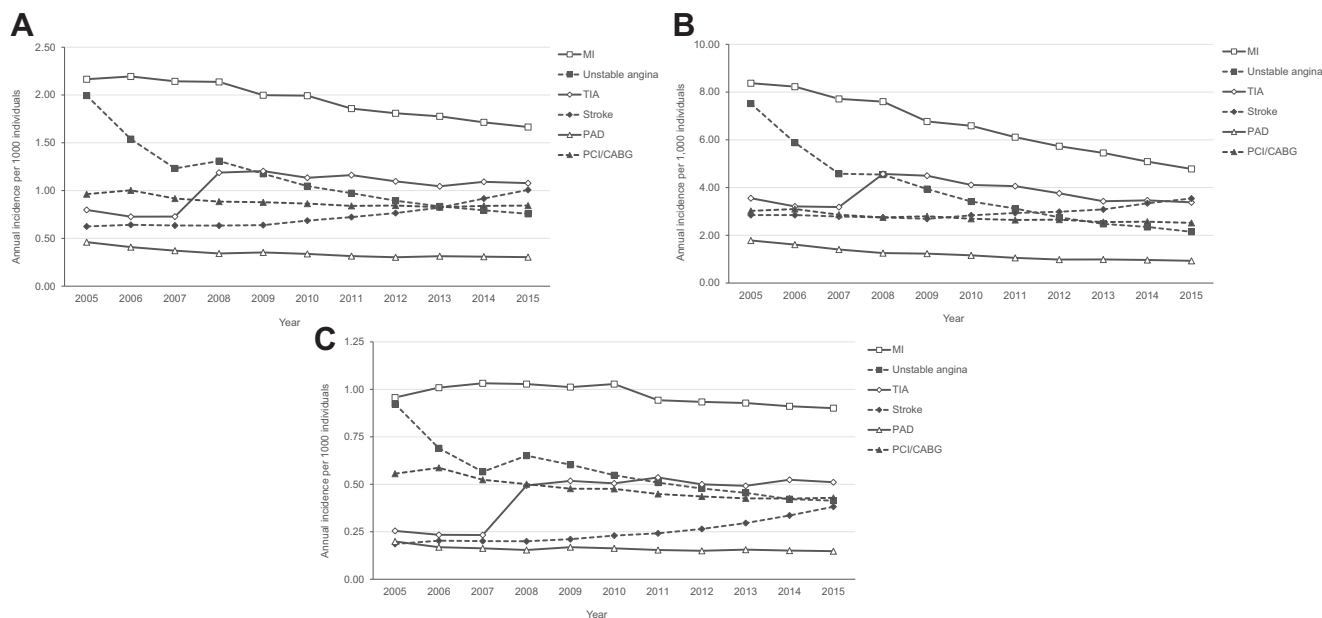 A
2.50
2.00
1.50
1.00
0.50
0.00
Annual incidence per 1000 individuals
2005 2006 2007 2008 2009 2010 2011 2012 2013 2014 2015
Year
MI
Unstable angina
TIA
Stroke
PAD
PCI/CABG
B
10.00
8.00
6.00
4.00
2.00
0.00
Annual incidence per 1,000 individuals
2005 2006 2007 2008 2009 2010 2011 2012 2013 2014 2015
Year
MI
Unstable angina
TIA
Stroke
PAD
PCI/CABG
C
1.25
1.00
0.75
0.50
0.25
0.00
Annual incidence per 1000 individuals
2005 2006 2007 2008 2009 2010 2011 2012 2013 2014 2015
Year
MI
Unstable angina
TIA
Stroke
PAD
PCI/CABG